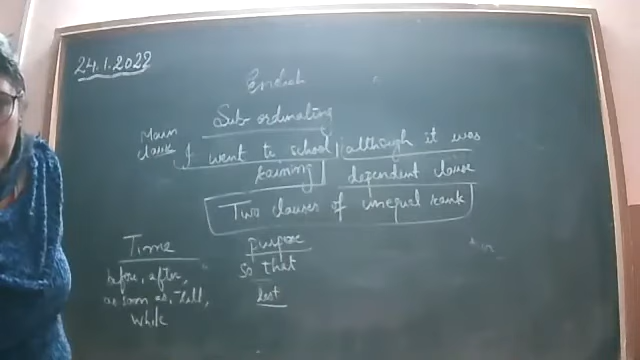 24.1.2022
English
Sub-ordinating
Main
clause
I went to school although it was
raining dependent clause
Two clauses of unequal rank
Time purpose
before, after, so that
as soon as, Till, lest
while